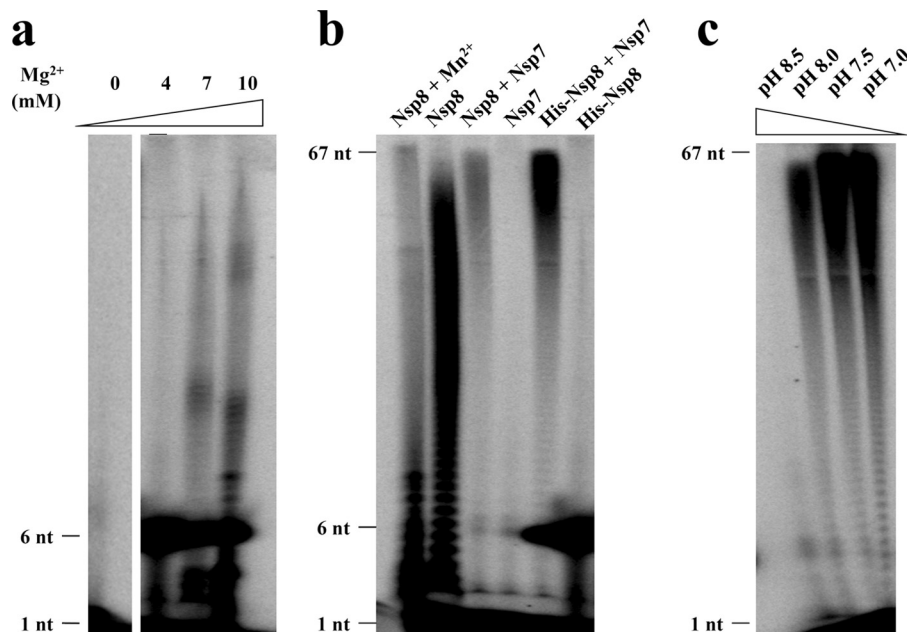 a
Mg²⁺ (mM)
0 4 7 10
6 nt
1 nt
b
Nsp8 + Mn²⁺
Nsp8
Nsp8 + Nsp7
Nsp7
His-Nsp8 + Nsp7
His-Nsp8
67 nt
6 nt
1 nt
c
pH 8.5
pH 8.0
pH 7.5
pH 7.0
67 nt
1 nt